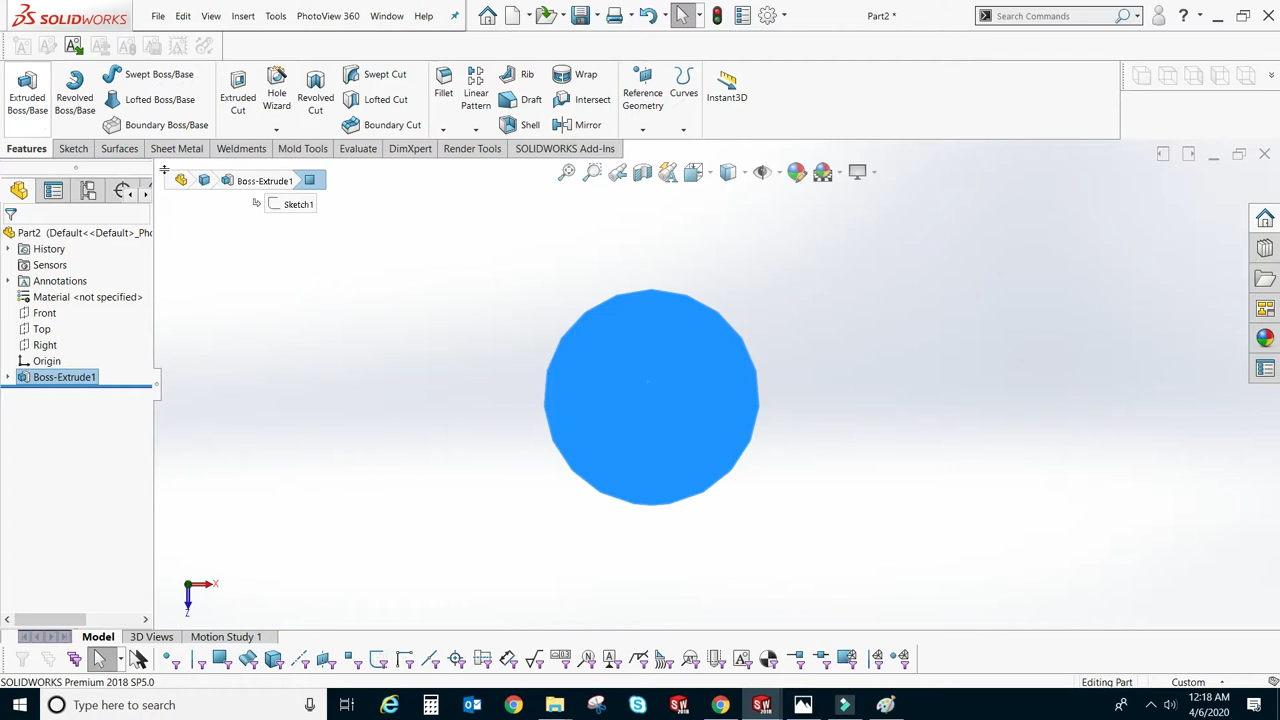 SOLIDWORKS File Edit View Insert Tools PhotoView 360 Window Help Part2 * Search Commands ?
Extruded Boss/Base Revolved Boss/Base Swept Boss/Base Lofted Boss/Base Boundary Boss/Base Extruded Cut Hole Wizard Revolved Cut Swept Cut Lofted Cut Boundary Cut Fillet Linear Pattern Rib Draft Shell Wrap Intersect Mirror Reference Geometry Curves Instant3D
Features Sketch Surfaces Sheet Metal Weldments Mold Tools Evaluate DimXpert Render Tools SOLIDWORKS Add-Ins
Boss-Extrude1
Sketch1
Part2 (Default<<Default>_Pho
History
Sensors
Annotations
Material <not specified>
Front
Top
Right
Origin
Boss-Extrude1
X
Z
Model 3D Views Motion Study 1
SOLIDWORKS Premium 2018 SP5.0 Editing Part Custom
Type here to search
12:18 AM
4/6/2020